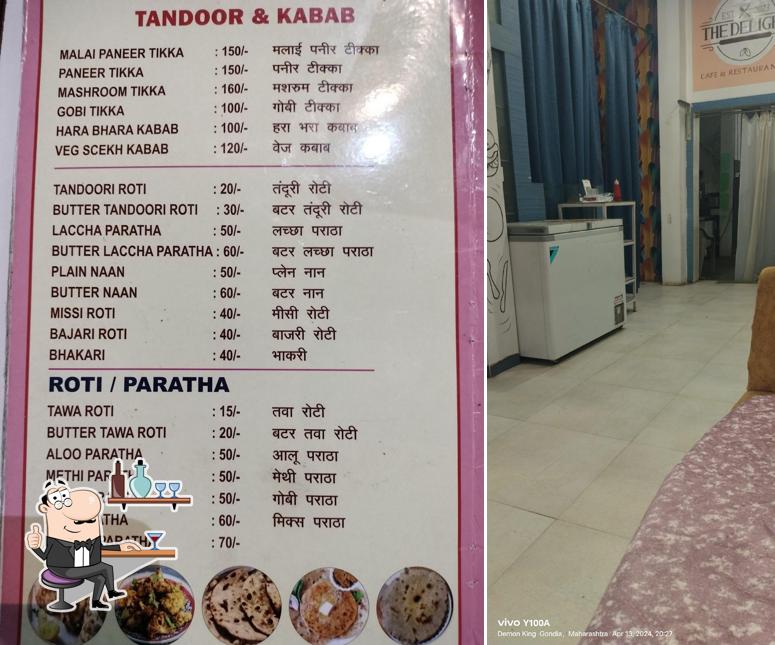 TANDOOR & KABAB
MALAI PANEER TIKKA : 150/- मलाई पनीर टीक्का
PANEER TIKKA : 150/- पनीर टीक्का
MASHROOM TIKKA : 160/- मशरुम टीक्का
GOBI TIKKA : 100/- गोबी टीक्का
HARA BHARA KABAB : 100/- हरा भरा कबाब
VEG SCEKH KABAB : 120/- वेज कबाब
TANDOORI ROTI : 20/- तंदूरी रोटी
BUTTER TANDOORI ROTI : 30/- बटर तंदूरी रोटी
LACCHA PARATHA : 50/- लच्छा पराठा
BUTTER LACCHA PARATHA : 60/- बटर लच्छा पराठा
PLAIN NAAN : 50/- प्लेन नान
BUTTER NAAN : 60/- बटर नान
MISSI ROTI : 40/- मीसी रोटी
BAJARI ROTI : 40/- बाजरी रोटी
BHAKARI : 40/- भाकरी
ROTI / PARATHA
TAWA ROTI : 15/- तवा रोटी
BUTTER TAWA ROTI : 20/- बटर तवा रोटी
ALOO PARATHA : 50/- आलू पराठा
METHI : 50/- मेथी पराठा
: 50/- गोबी पराठा
: 60/- मिक्स पराठा
: 70/-
EST
THE DELIGH
CAFE & RESTAURAN
vivo Y100A
Demon King Gondia, Maharashtra Apr 13, 2024, 20:27